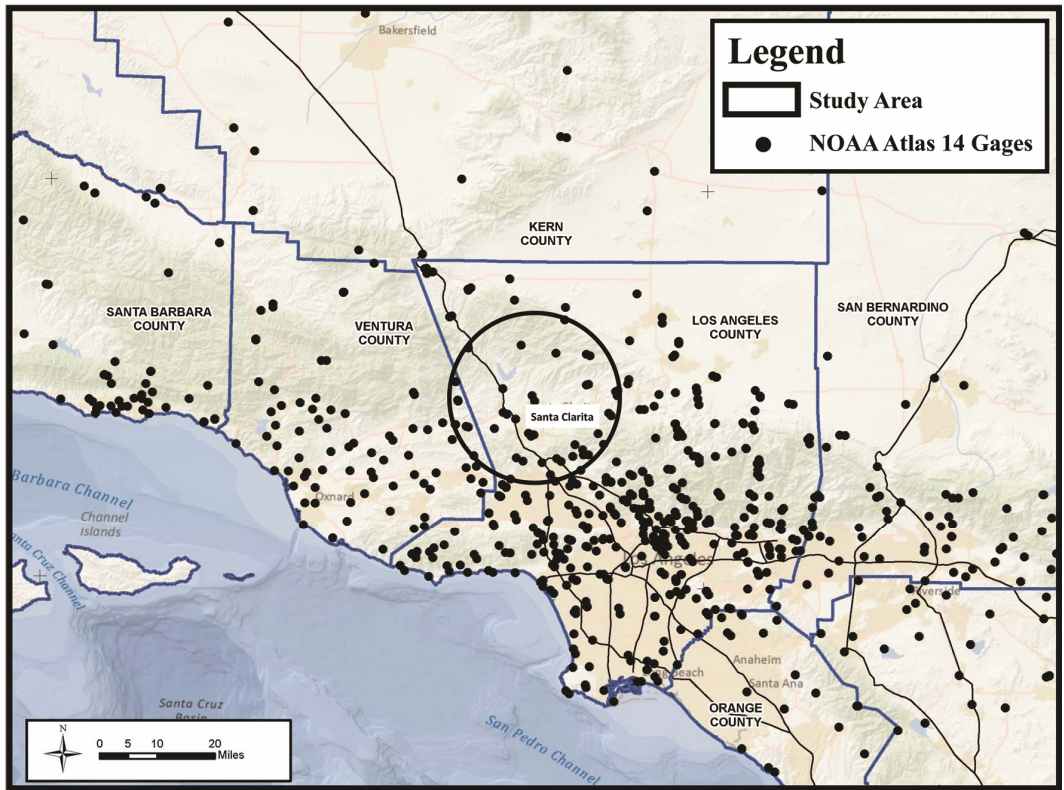 Bakersfield
Legend
Study Area
NOAA Atlas 14 Gages
KERN
COUNTY
SANTA BARBARA
COUNTY
VENTURA
COUNTY
LOS ANGELES
COUNTY
SAN BERNARDINO
COUNTY
Santa Clarita
Barbara Channel
Oxnard
Channel
Islands
Santa Cruz Channel
Los Angeles
Riverside
Anaheim
Beach
Santa Ana
ORANGE
COUNTY
Santa Cruz
Basin
San Pedro Channel
N
0 5 10 20
Miles